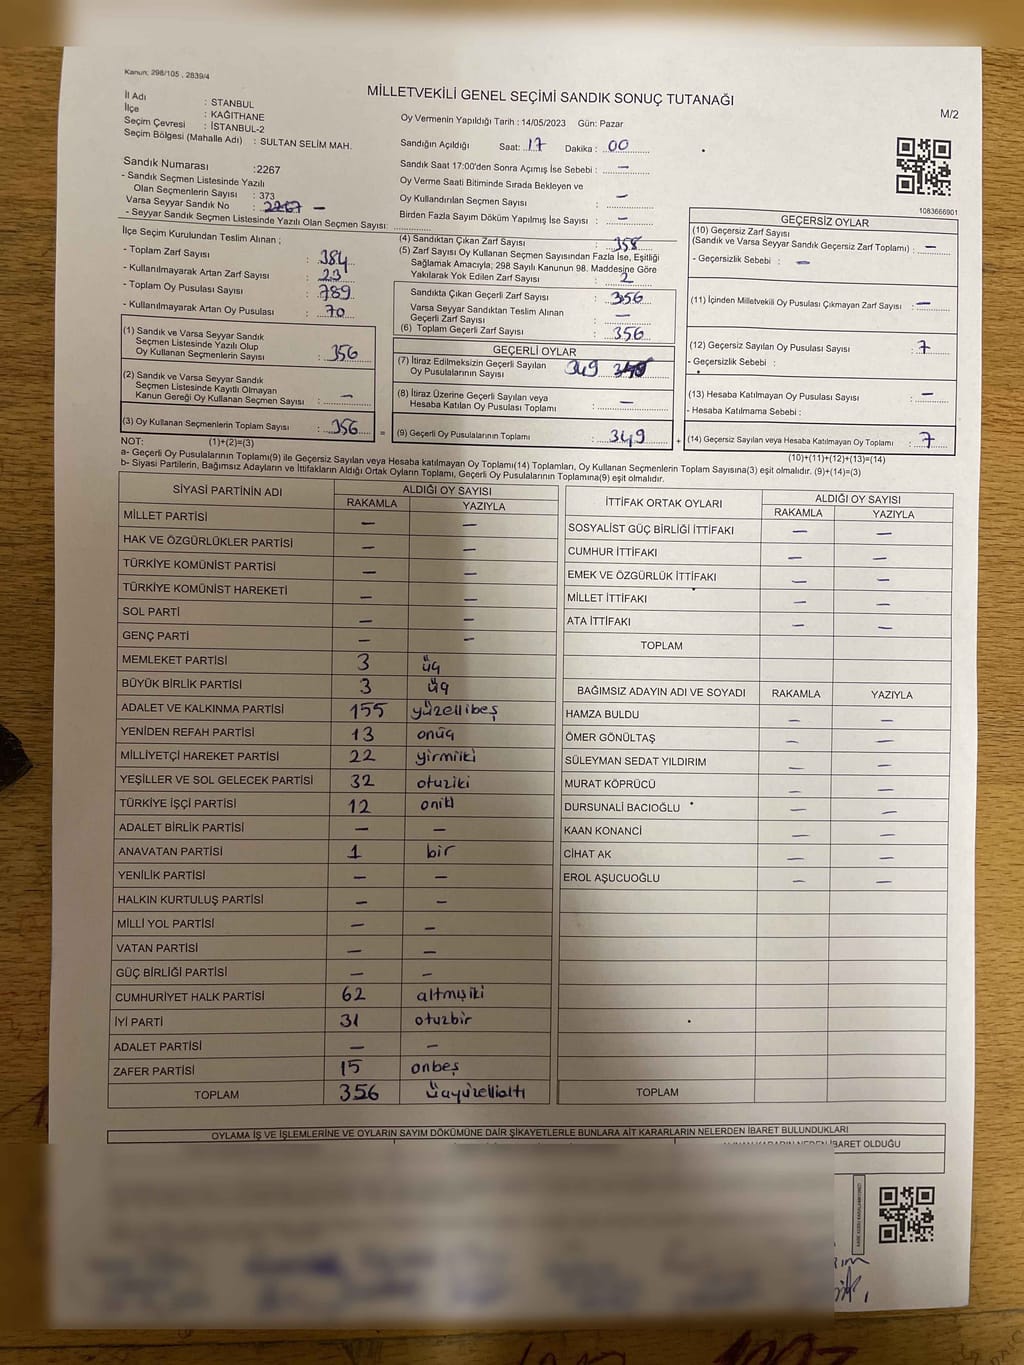 Kanun; 298/105 , 2839/4
MİLLETVEKİLİ GENEL SEÇİMİ SANDIK SONUÇ TUTANAĞI
M/2
İl Adı : STANBUL
İlçe : KAĞITHANE
Seçim Çevresi : İSTANBUL-2
Seçim Bölgesi (Mahalle Adı) : SULTAN SELİM MAH.
Sandık Numarası :2267
- Sandık Seçmen Listesinde Yazılı
Olan Seçmenlerin Sayısı : 373
Varsa Seyyar Sandık No : 2267 –
- Seyyar Sandık Seçmen Listesinde Yazılı Olan Seçmen Sayısı:
Oy Vermenin Yapıldığı Tarih : 14/05/2023 Gün: Pazar
Sandığın Açıldığı Saat: 17 Dakika : 00
Sandık Saat 17:00'den Sonra Açımış İse Sebebi : –
Oy Verme Saati Bitiminde Sırada Bekleyen ve
Oy Kullandırılan Seçmen Sayısı : –
Birden Fazla Sayım Döküm Yapılmış İse Sayısı : –
1083666901
İlçe Seçim Kurulundan Teslim Alınan ;
- Toplam Zarf Sayısı : 384
- Kullanılmayarak Artan Zarf Sayısı : 23
- Toplam Oy Pusulası Sayısı : 789
- Kullanılmayarak Artan Oy Pusulası : 70
(4) Sandıktan Çıkan Zarf Sayısı : 358
(5) Zarf Sayısı Oy Kullanan Seçmen Sayısından Fazla İse, Eşitliği
Sağlamak Amacıyla; 298 Sayılı Kanunun 98. Maddesine Göre
Yakılarak Yok Edilen Zarf Sayısı : 2
Sandıkta Çıkan Geçerli Zarf Sayısı : 356
Varsa Seyyar Sandıktan Teslim Alınan
Geçerli Zarf Sayısı : –
(6) Toplam Geçerli Zarf Sayısı : 356
GEÇERSİZ OYLAR
(10) Geçersiz Zarf Sayısı
(Sandık ve Varsa Seyyar Sandık Geçersiz Zarf Toplamı) : –
- Geçersizlik Sebebi : –
(11) İçinden Milletvekili Oy Pusulası Çıkmayan Zarf Sayısı : –
(12) Geçersiz Sayılan Oy Pusulası Sayısı : 7
- Geçersizlik Sebebi :
(13) Hesaba Katılmayan Oy Pusulası Sayısı : –
- Hesaba Katılmama Sebebi :
(14) Geçersiz Sayılan veya Hesaba Katılmayan Oy Toplamı : 7
(1) Sandık ve Varsa Seyyar Sandık
Seçmen Listesinde Yazılı Olup
Oy Kullanan Seçmenlerin Sayısı : 356
(2) Sandık ve Varsa Seyyar Sandık
Seçmen Listesinde Kayıtlı Olmayan
Kanun Gereği Oy Kullanan Seçmen Sayısı : –
(3) Oy Kullanan Seçmenlerin Toplam Sayısı : 356 =
GEÇERLİ OYLAR
(7) İtiraz Edilmeksizin Geçerli Sayılan
Oy Pusulalarının Sayısı 349
(8) İtiraz Üzerine Geçerli Sayılan veya
Hesaba Katılan Oy Pusulası Toplamı : –
(9) Geçerli Oy Pusulalarının Toplamı : 349 +
NOT: (1)+(2)=(3)
(10)+(11)+(12)+(13)=(14)
a- Geçerli Oy Pusulalarının Toplamı(9) ile Geçersiz Sayılan veya Hesaba katılmayan Oy Toplamı(14) Toplamları, Oy Kullanan Seçmenlerin Toplam Sayısına(3) eşit olmalıdır. (9)+(14)=(3)
b- Siyasi Partilerin, Bağımsız Adayların ve İttifakların Aldığı Ortak Oyların Toplamı, Geçerli Oy Pusulalarının Toplamına(9) eşit olmalıdır.
SİYASİ PARTİNİN ADI ALDIĞI OY SAYISI
RAKAMLA YAZIYLA
MİLLET PARTİSİ – –
HAK VE ÖZGÜRLÜKLER PARTİSİ – –
TÜRKİYE KOMÜNİST PARTİSİ – –
TÜRKİYE KOMÜNİST HAREKETİ – –
SOL PARTİ – –
GENÇ PARTİ – –
MEMLEKET PARTİSİ 3 üç
BÜYÜK BİRLİK PARTİSİ 3 üç
ADALET VE KALKINMA PARTİSİ 155 yüzellibeş
YENİDEN REFAH PARTİSİ 13 onüç
MİLLİYETÇİ HAREKET PARTİSİ 22 yirmiiki
YEŞİLLER VE SOL GELECEK PARTİSİ 32 otuziki
TÜRKİYE İŞÇİ PARTİSİ 12 oniki
ADALET BİRLİK PARTİSİ – –
ANAVATAN PARTİSİ 1 bir
YENİLİK PARTİSİ – –
HALKIN KURTULUŞ PARTİSİ – –
MİLLİ YOL PARTİSİ – –
VATAN PARTİSİ – –
GÜÇ BİRLİĞİ PARTİSİ – –
CUMHURİYET HALK PARTİSİ 62 altmışiki
İYİ PARTİ 31 otuzbir
ADALET PARTİSİ – –
ZAFER PARTİSİ 15 onbeş
TOPLAM 356 üçyüzellialtı
İTTİFAK ORTAK OYLARI ALDIĞI OY SAYISI
RAKAMLA YAZIYLA
SOSYALİST GÜÇ BİRLİĞİ İTTİFAKI – –
CUMHUR İTTİFAKI – –
EMEK VE ÖZGÜRLÜK İTTİFAKI – –
MİLLET İTTİFAKI – –
ATA İTTİFAKI – –
TOPLAM
BAĞIMSIZ ADAYIN ADI VE SOYADI RAKAMLA YAZIYLA
HAMZA BULDU – –
ÖMER GÖNÜLTAŞ – –
SÜLEYMAN SEDAT YILDIRIM – –
MURAT KÖPRÜCÜ – –
DURSUNALİ BACIOĞLU – –
KAAN KONANCİ – –
CİHAT AK – –
EROL AŞUCUOĞLU – –
TOPLAM
OYLAMA İŞ VE İŞLEMLERİNE VE OYLARIN SAYIM DÖKÜMÜNE DAİR ŞİKAYETLERLE BUNLARA AİT KARARLARIN NELERDEN İBARET BULUNDUKLARI
İBARET OLDUĞU